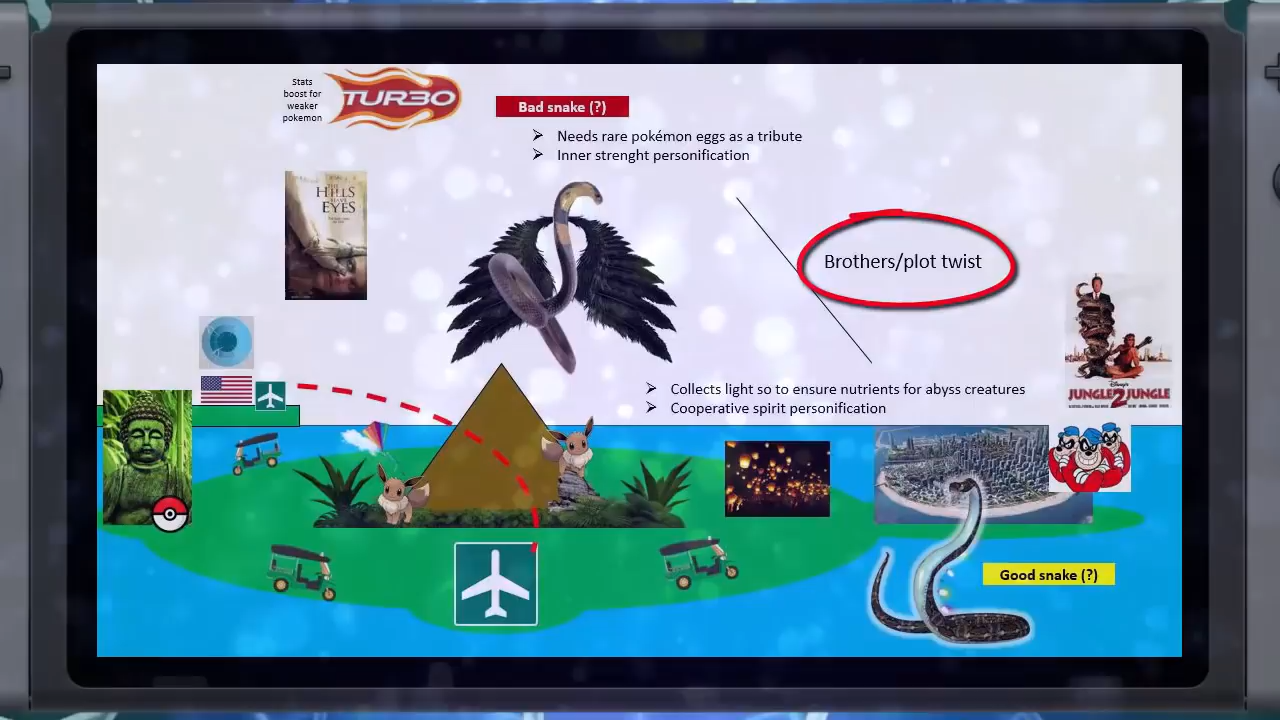 Stats
boost for
weaker
pokemon
TURBO
Bad snake (?)
➢ Needs rare pokémon eggs as a tribute
➢ Inner strenght personification
THE
HILLS
HAVE
EYES
Brothers/plot twist
➢ Collects light so to ensure nutrients for abyss creatures
➢ Cooperative spirit personification
Disney's
JUNGLE 2 JUNGLE
Good snake (?)